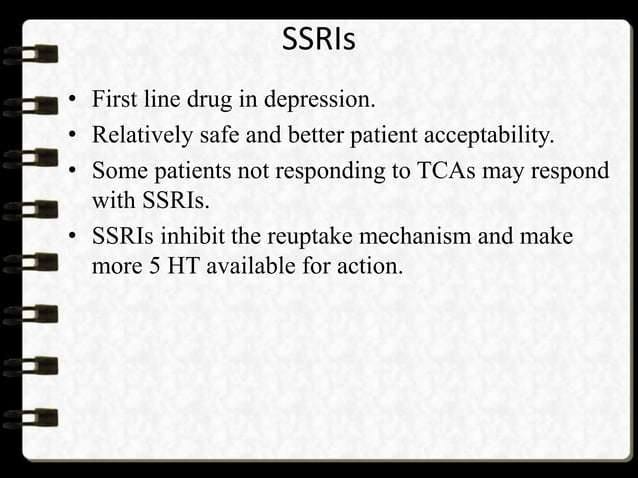 SSRIs
• First line drug in depression.
• Relatively safe and better patient acceptability.
• Some patients not responding to TCAs may respond
with SSRIs.
• SSRIs inhibit the reuptake mechanism and make
more 5 HT available for action.